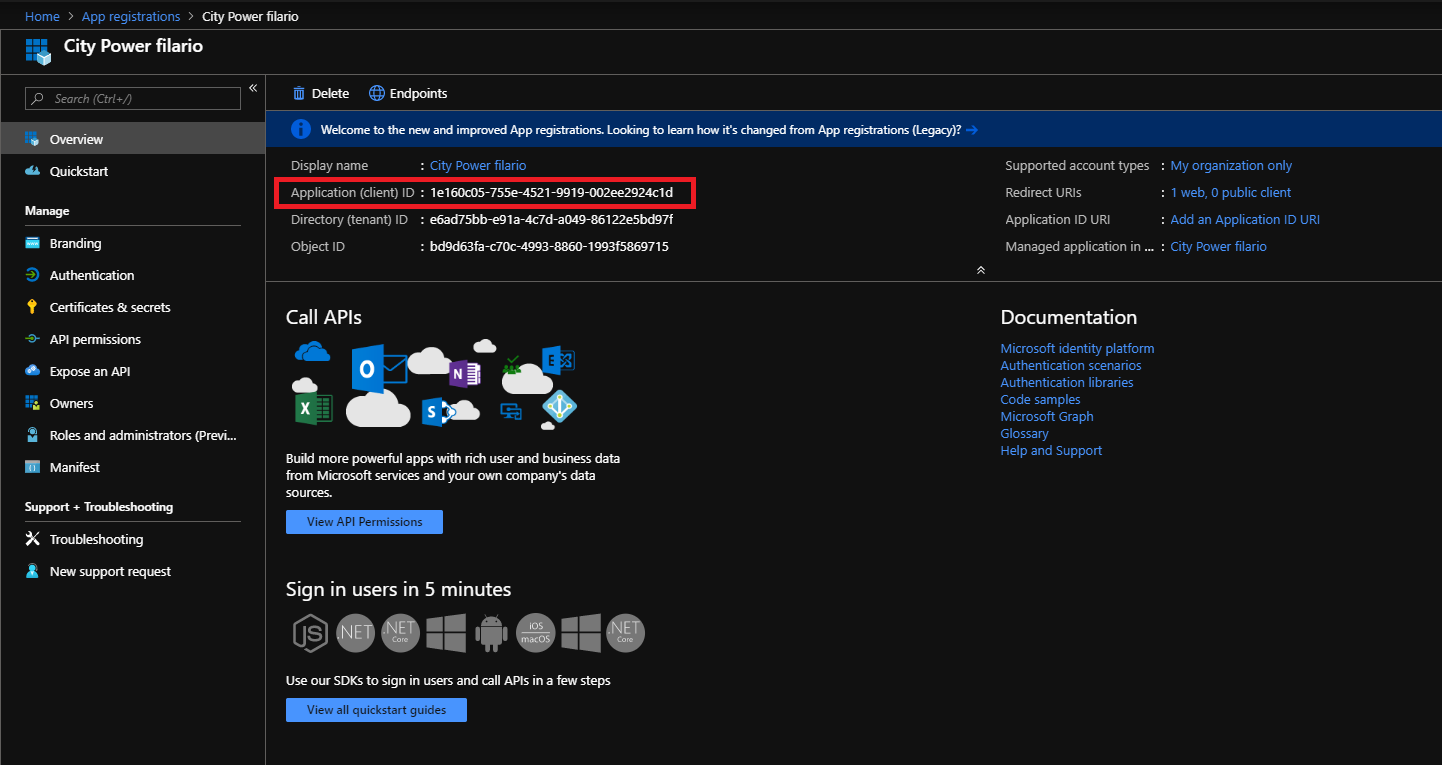 Home > App registrations > City Power filario
City Power filario
Search (Ctrl+/)
«
Overview
Quickstart
Manage
Branding
Authentication
Certificates & secrets
API permissions
Expose an API
Owners
Roles and administrators (Previ...
Manifest
Support + Troubleshooting
Troubleshooting
New support request
Delete Endpoints
Welcome to the new and improved App registrations. Looking to learn how it's changed from App registrations (Legacy)? →
Display name : City Power filario
Application (client) ID : 1e160c05-755e-4521-9919-002ee2924c1d
Directory (tenant) ID : e6ad75bb-e91a-4c7d-a049-86122e5bd97f
Object ID : bd9d63fa-c70c-4993-8860-1993f5869715
Supported account types : My organization only
Redirect URIs : 1 web, 0 public client
Application ID URI : Add an Application ID URI
Managed application in ... : City Power filario
Call APIs
O
N
E
X
S
Build more powerful apps with rich user and business data
from Microsoft services and your own company's data
sources.
View API Permissions
Sign in users in 5 minutes
JS .NET .NET Core iOS macOS .NET Core
Use our SDKs to sign in users and call APIs in a few steps
View all quickstart guides
Documentation
Microsoft identity platform
Authentication scenarios
Authentication libraries
Code samples
Microsoft Graph
Glossary
Help and Support